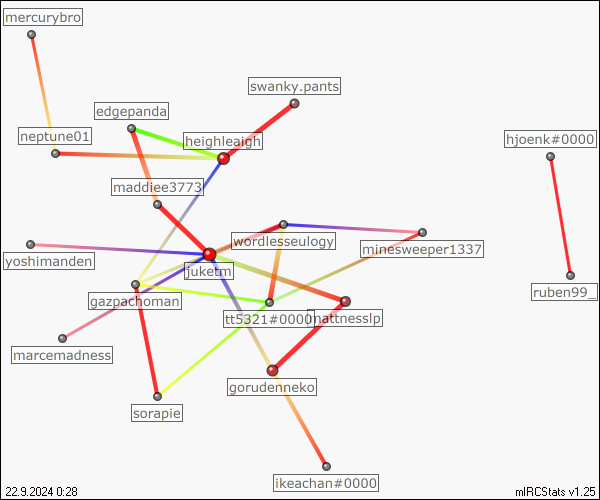 mercurybro
swanky.pants
edgepanda
neptune01
heighleaigh
hjoenk#0000
maddiee3773
wordlesseulogy
minesweeper1337
yoshimanden
juketm
gazpachoman
ruben99_
tt5321#0000
mattnesslp
marcemadness
gorudenneko
sorapie
ikeachan#0000
22.9.2024 0:28
mIRCStats v1.25